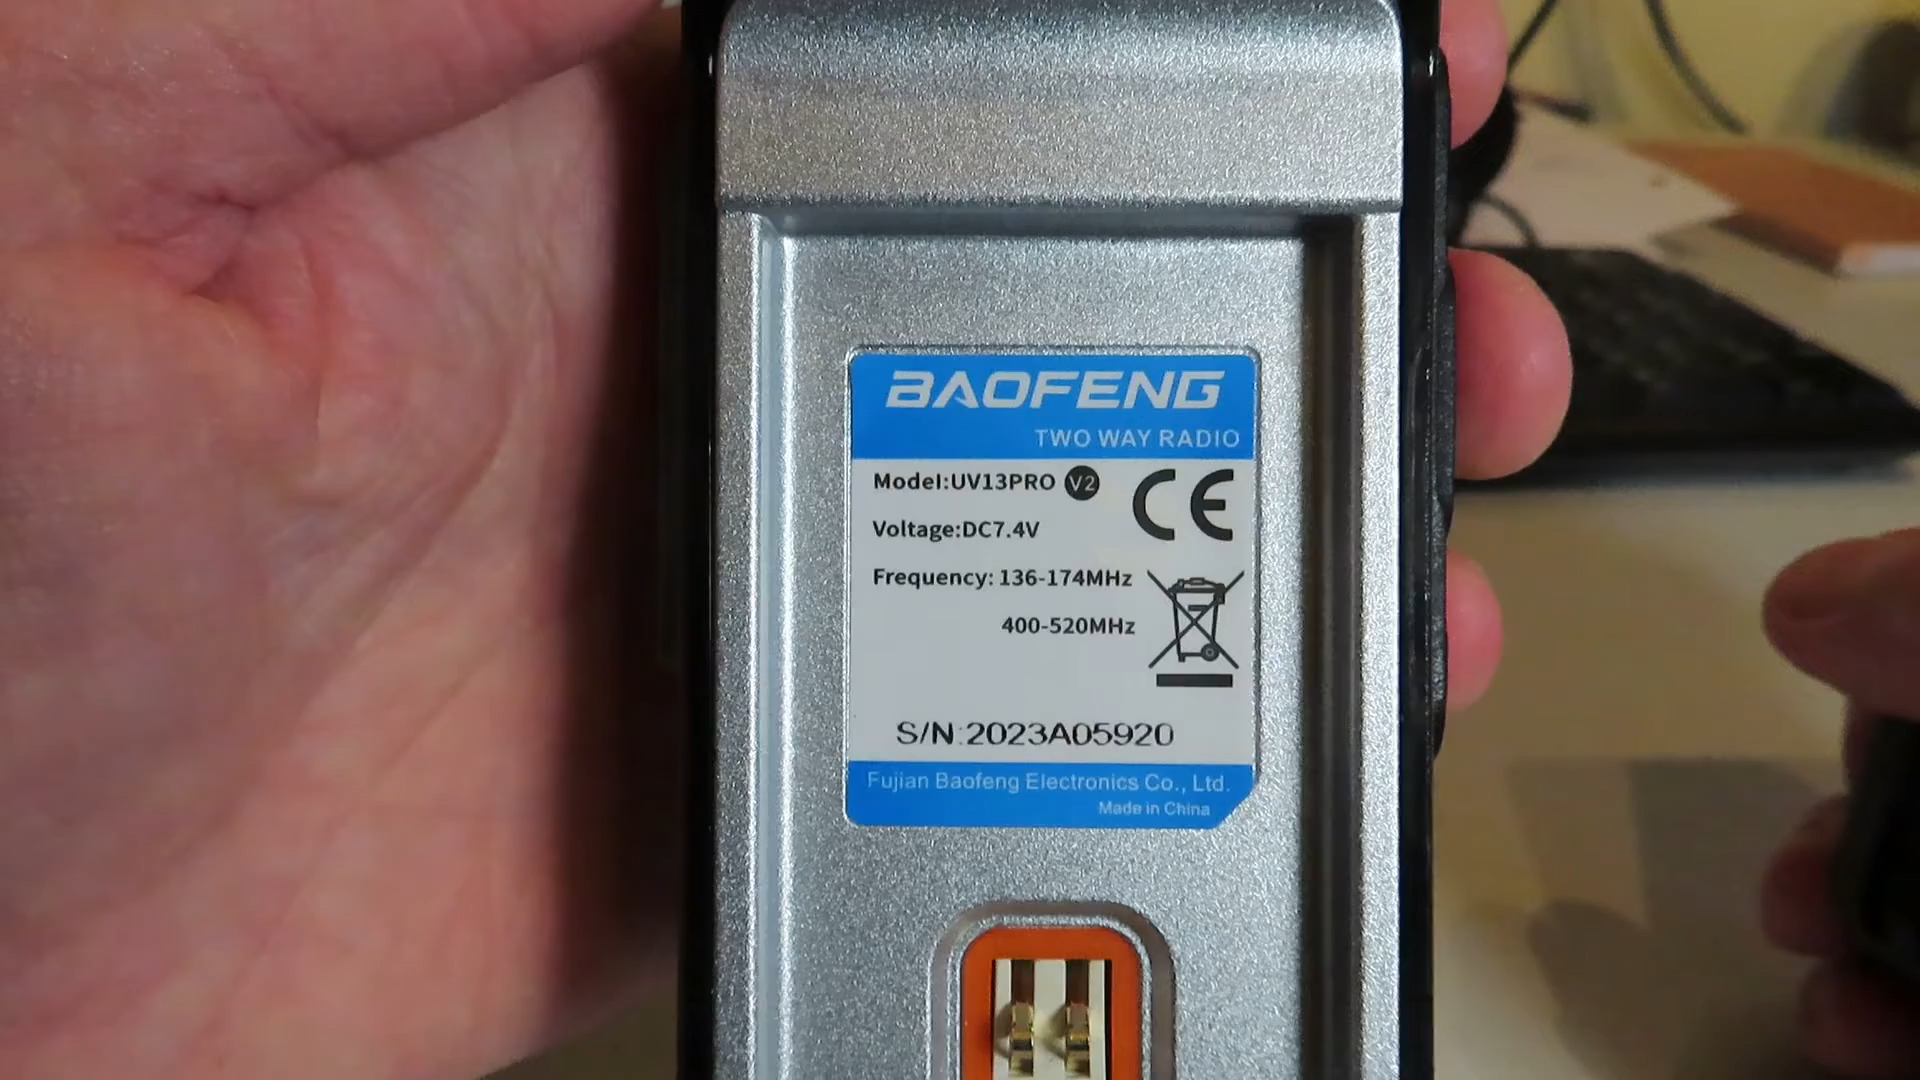 BAOFENG
TWO WAY RADIO
Model:UV13PRO V2
CE
Voltage:DC7.4V
Frequency: 136-174MHz
400-520MHz
S/N:2023A05920
Fujian Baofeng Electronics Co., Ltd.
Made in China